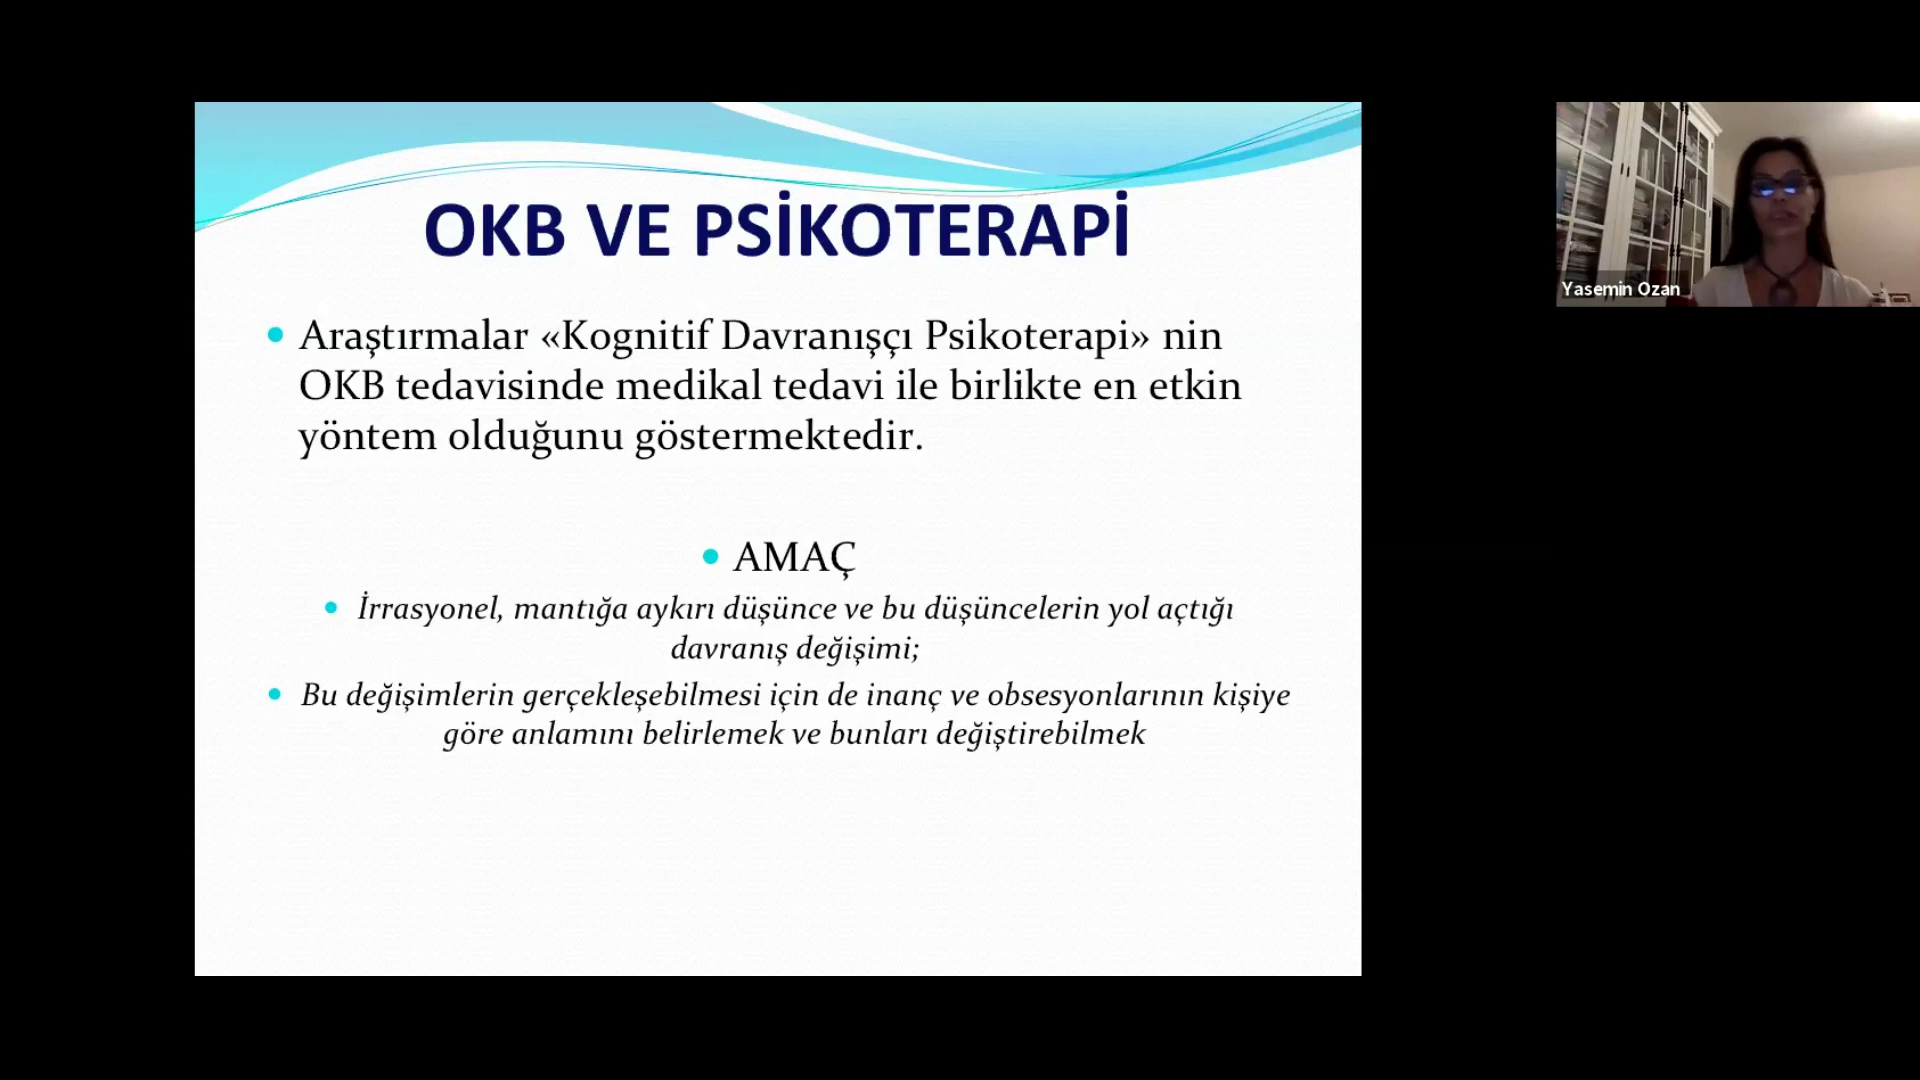 OKB VE PSİKOTERAPİ
Araştırmalar «Kognitif Davranışçı Psikoterapi» nin
OKB tedavisinde medikal tedavi ile birlikte en etkin
yöntem olduğunu göstermektedir.
AMAÇ
İrrasyonel, mantığa aykırı düşünce ve bu düşüncelerin yol açtığı
davranış değişimi;
Bu değişimlerin gerçekleşebilmesi için de inanç ve obsesyonlarının kişiye
göre anlamını belirlemek ve bunları değiştirebilmek
Yasemin Ozan